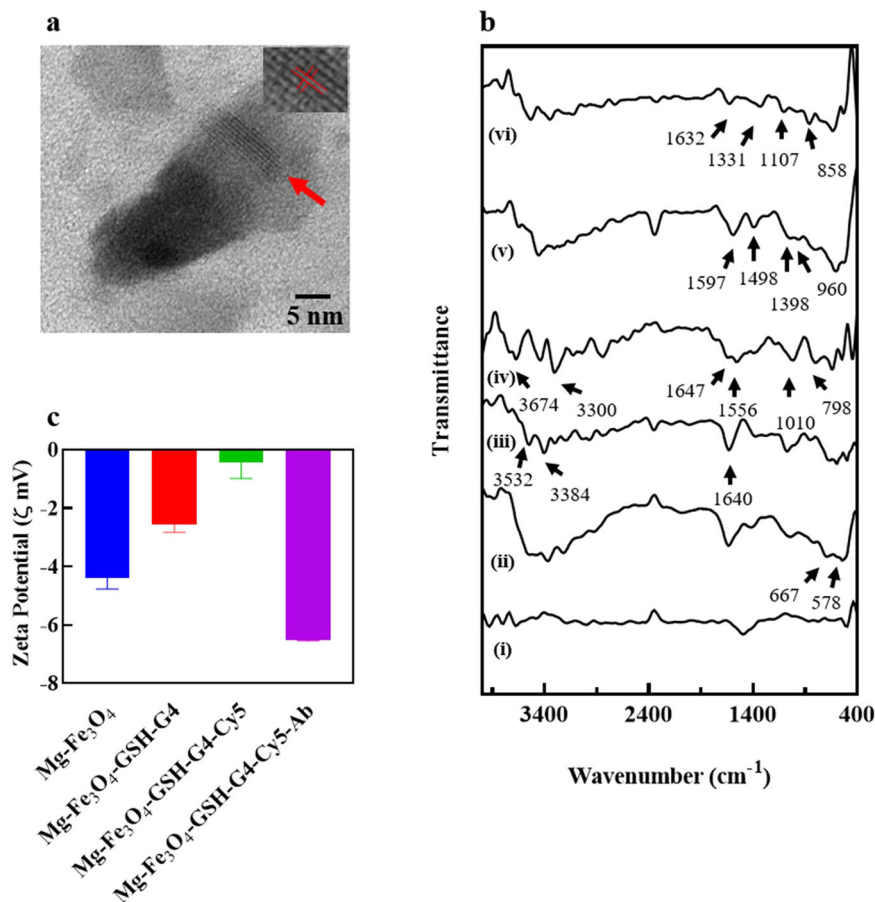 a
5 nm
b
(vi)
1632
1331
1107
858
(v)
1597
1498
1398
960
(iv)
3674
3300
1647
1556
1010
798
(iii)
3532
3384
1640
(ii)
667
578
(i)
Transmittance
3400
2400
1400
400
Wavenumber (cm⁻¹)
c
0
-2
-4
-6
-8
Zeta Potential (ζ mV)
Mg-Fe₃O₄
Mg-Fe₃O₄-GSH-G4
Mg-Fe₃O₄-GSH-G4-Cy5
Mg-Fe₃O₄-GSH-G4-Cy5-Ab